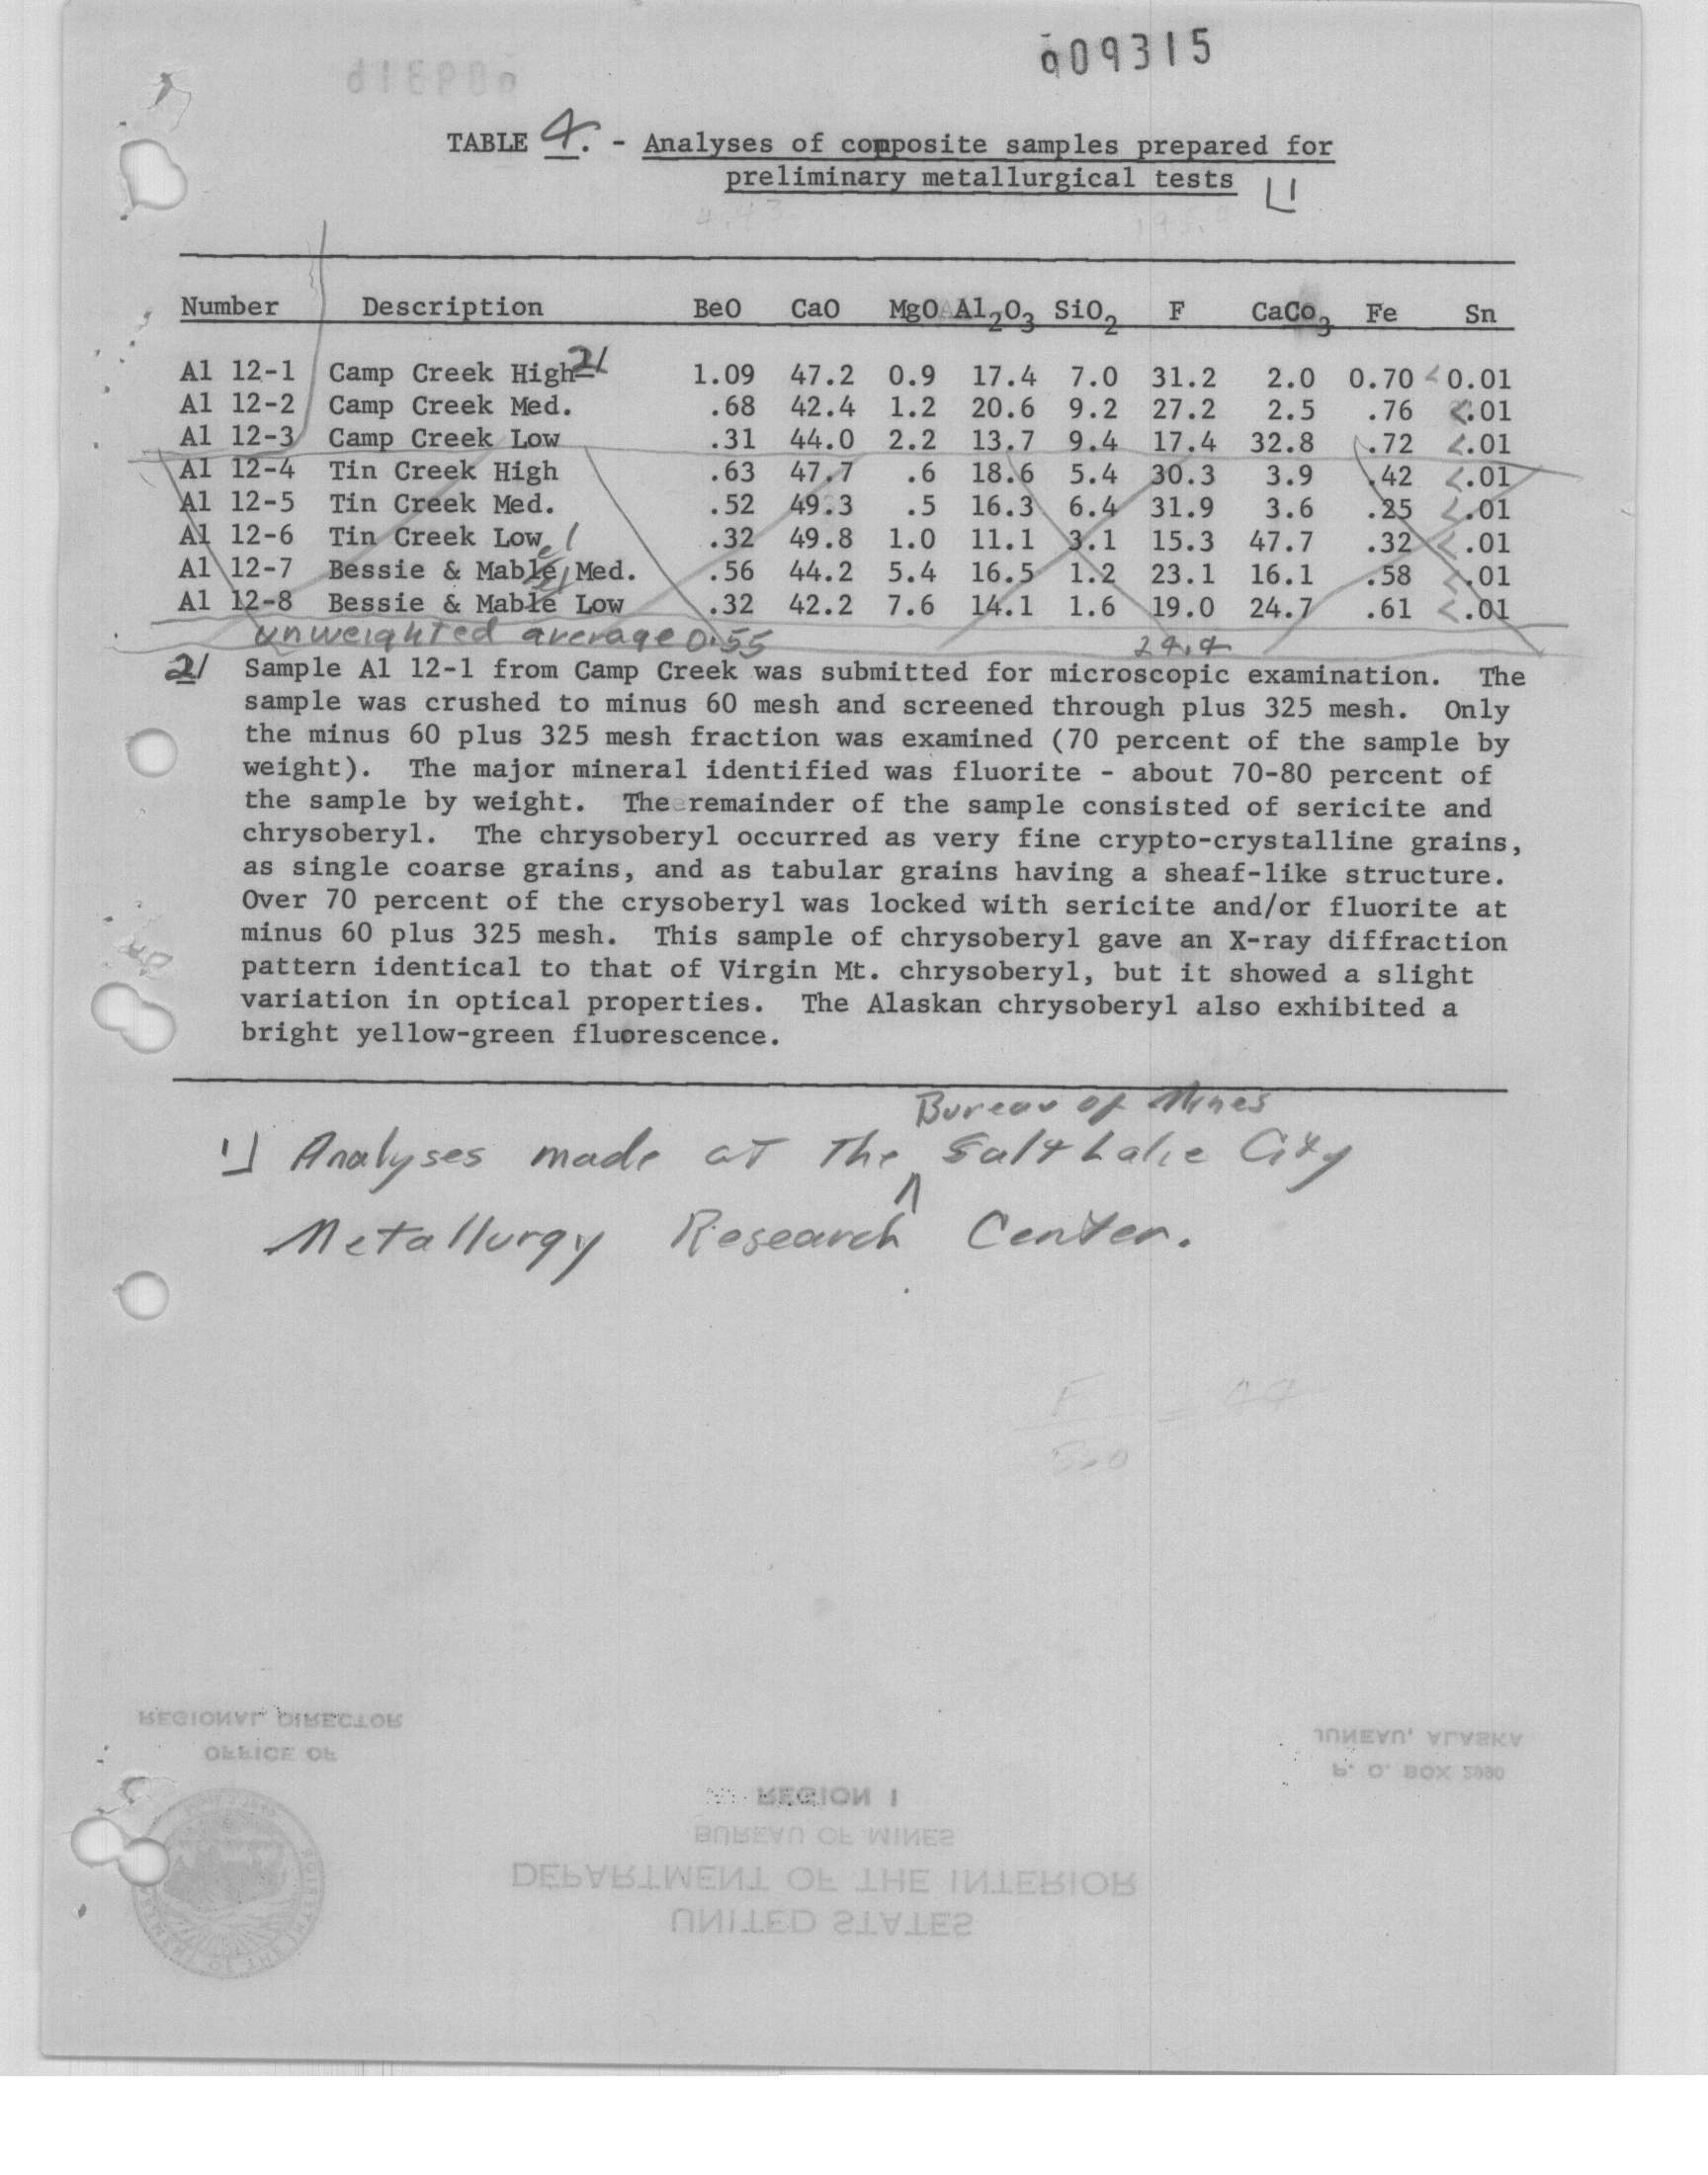 009315
TABLE 4. - Analyses of composite samples prepared for
preliminary metallurgical tests 1/
Number Description BeO CaO MgO Al2O3 SiO2 F CaCo3 Fe Sn
Al 12-1 Camp Creek High 2/ 1.09 47.2 0.9 17.4 7.0 31.2 2.0 0.70 <0.01
Al 12-2 Camp Creek Med. .68 42.4 1.2 20.6 9.2 27.2 2.5 .76 <.01
Al 12-3 Camp Creek Low .31 44.0 2.2 13.7 9.4 17.4 32.8 .72 <.01
Al 12-4 Tin Creek High .63 47.7 .6 18.6 5.4 30.3 3.9 .42 <.01
Al 12-5 Tin Creek Med. .52 49.3 .5 16.3 6.4 31.9 3.6 .25 <.01
Al 12-6 Tin Creek Low .32 49.8 1.0 11.1 3.1 15.3 47.7 .32 <.01
Al 12-7 Bessie & Mable Med. .56 44.2 5.4 16.5 1.2 23.1 16.1 .58 <.01
Al 12-8 Bessie & Mable Low .32 42.2 7.6 14.1 1.6 19.0 24.7 .61 <.01
unweighted average 0.55 24.4
2/ Sample Al 12-1 from Camp Creek was submitted for microscopic examination. The
sample was crushed to minus 60 mesh and screened through plus 325 mesh. Only
the minus 60 plus 325 mesh fraction was examined (70 percent of the sample by
weight). The major mineral identified was fluorite - about 70-80 percent of
the sample by weight. The remainder of the sample consisted of sericite and
chrysoberyl. The chrysoberyl occurred as very fine crypto-crystalline grains,
as single coarse grains, and as tabular grains having a sheaf-like structure.
Over 70 percent of the crysoberyl was locked with sericite and/or fluorite at
minus 60 plus 325 mesh. This sample of chrysoberyl gave an X-ray diffraction
pattern identical to that of Virgin Mt. chrysoberyl, but it showed a slight
variation in optical properties. The Alaskan chrysoberyl also exhibited a
bright yellow-green fluorescence.
Bureau of Mines
1/ Analyses made at the Salt Lake City
Metallurgy Research Center.
REGIONAL DIRECTOR
OFFICE OF
JUNEAU, ALASKA
P. O. BOX
REGION I
BUREAU OF MINES
DEPARTMENT OF THE INTERIOR
UNITED STATES